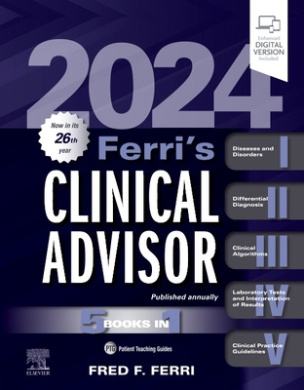 Enhanced
DIGITAL
VERSION
Included
2024
Now in its
26th
year
Ferri's
CLINICAL
ADVISOR
Published annually
5 BOOKS IN 1
PTG Patient Teaching Guides
FRED F. FERRI
ELSEVIER
Diseases and
Disorders
I
Differential
Diagnosis
II
Clinical
Algorithms
III
Laboratory Tests
and Interpretation
of Results
IV
Clinical Practice
Guidelines
V